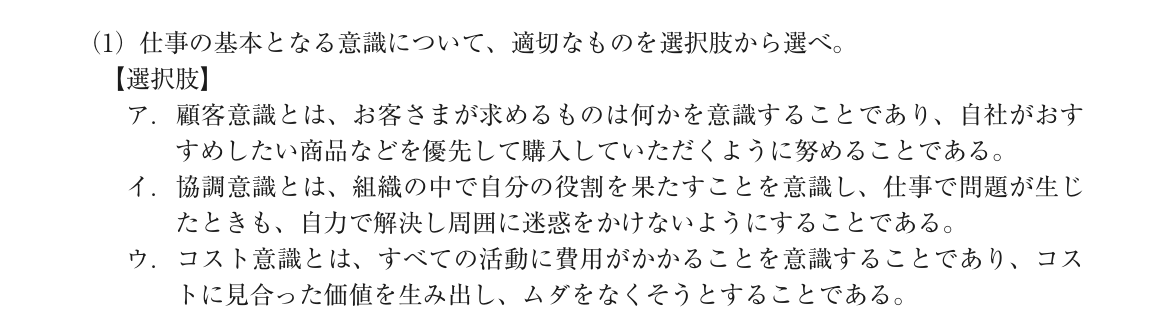 (1) 仕事の基本となる意識について、適切なものを選択肢から選べ。
【選択肢】
ア．顧客意識とは、お客さまが求めるものは何かを意識することであり、自社がおす
すめしたい商品などを優先して購入していただくように努めることである。
イ．協調意識とは、組織の中で自分の役割を果たすことを意識し、仕事で問題が生じ
たときも、自力で解決し周囲に迷惑をかけないようにすることである。
ウ．コスト意識とは、すべての活動に費用がかかることを意識することであり、コス
トに見合った価値を生み出し、ムダをなくそうとすることである。